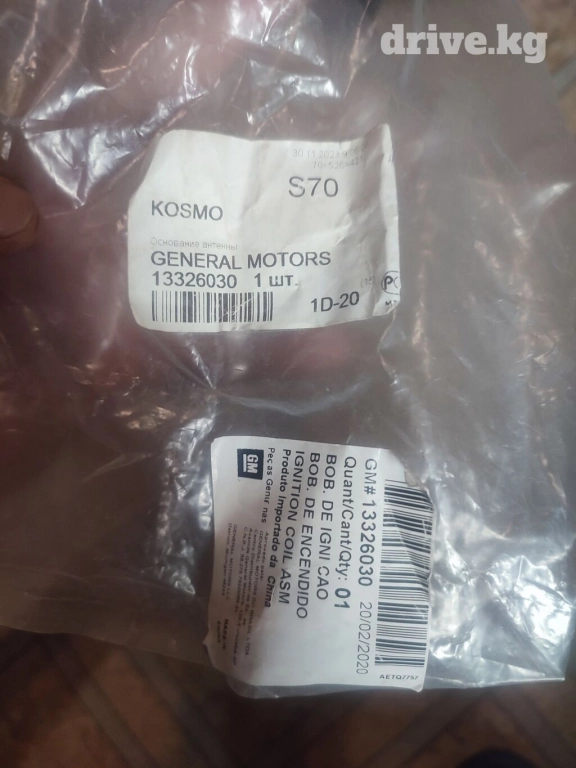 drive.kg
S70
KOSMO
Основание антенны
GENERAL MOTORS
13326030 1 шт.
1D-20
GM# 13326030 20/02/2020
Quant/Cant/Qty: 01
BOB. DE IGNI CAO
BOB. DE ENCENDIDO
IGNITION COIL ASM
Produto Importado da China
GM
AETQ7757